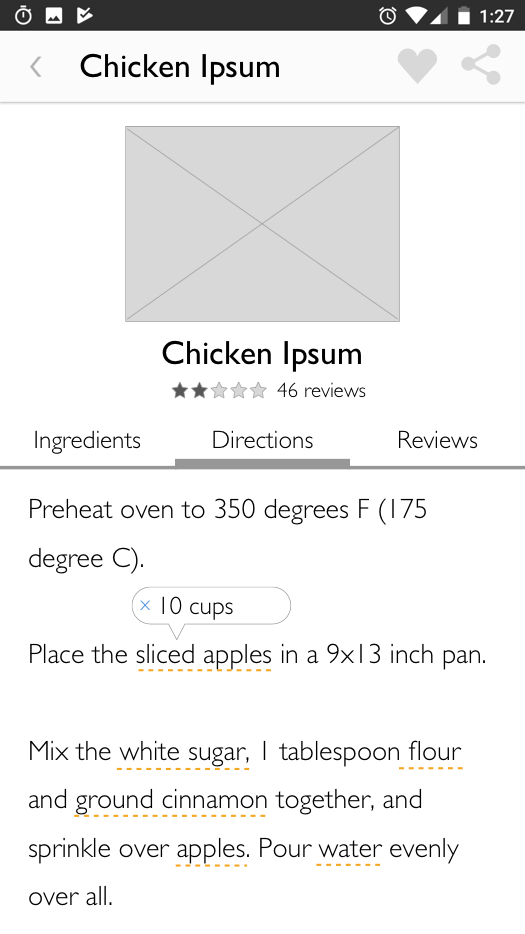 1:27
Chicken Ipsum
Chicken Ipsum
46 reviews
Ingredients Directions Reviews
Preheat oven to 350 degrees F (175
degree C).
× 10 cups
Place the sliced apples in a 9x13 inch pan.
Mix the white sugar, 1 tablespoon flour
and ground cinnamon together, and
sprinkle over apples. Pour water evenly
over all.